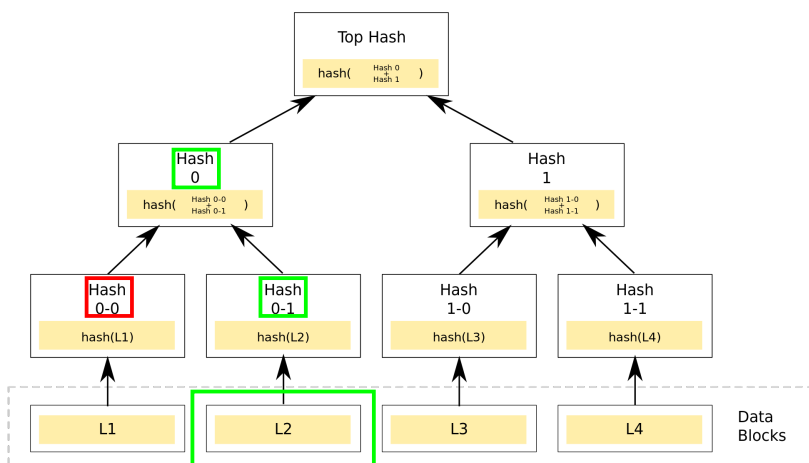 Top Hash
hash( Hash 0 + Hash 1 )
Hash
0
hash( Hash 0-0 + Hash 0-1 )
Hash
1
hash( Hash 1-0 + Hash 1-1 )
Hash
0-0
hash(L1)
Hash
0-1
hash(L2)
Hash
1-0
hash(L3)
Hash
1-1
hash(L4)
L1
L2
L3
L4
Data
Blocks